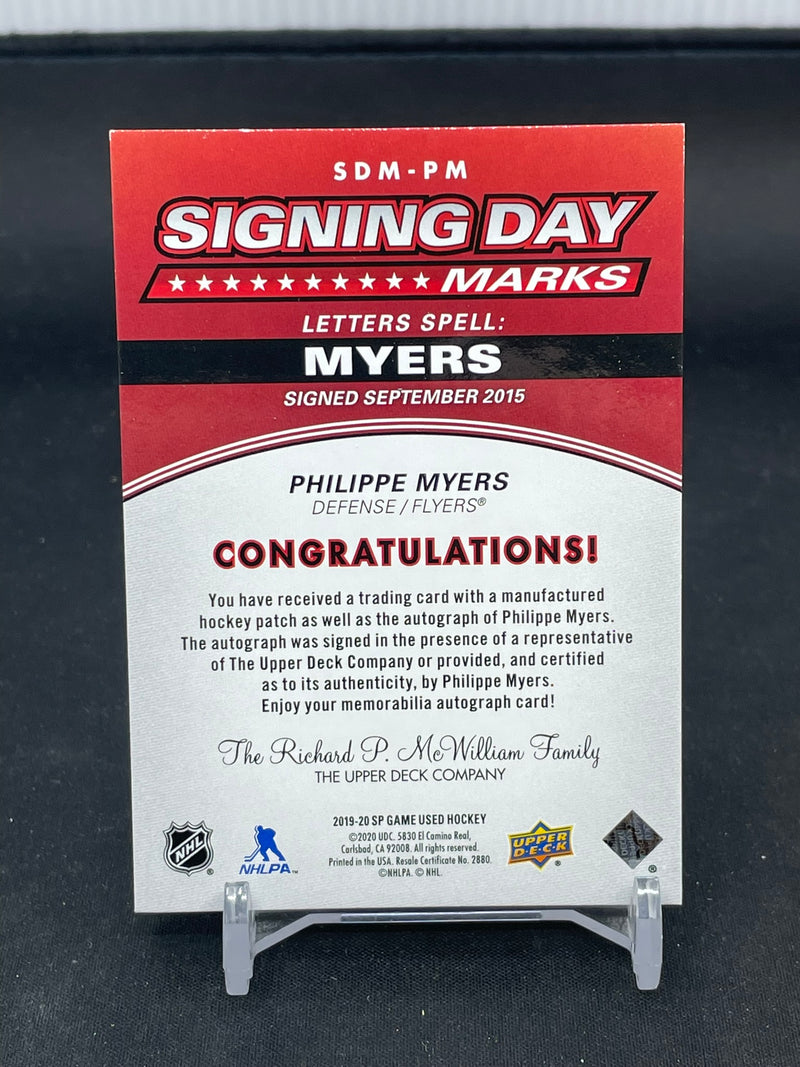 SDM-PM
SIGNING DAY
MARKS
LETTERS SPELL:
MYERS
SIGNED SEPTEMBER 2015
PHILIPPE MYERS
DEFENSE / FLYERS®
CONGRATULATIONS!
You have received a trading card with a manufactured
hockey patch as well as the autograph of Philippe Myers.
The autograph was signed in the presence of a representative
of The Upper Deck Company or provided, and certified
as to its authenticity, by Philippe Myers.
Enjoy your memorabilia autograph card!
The Richard P. McWilliam Family
THE UPPER DECK COMPANY
2019-20 SP GAME USED HOCKEY
©2020 UDC. 5830 El Camino Real,
Carlsbad, CA 92008. All rights reserved.
Printed in the USA. Resale Certificate No. 2880.
©NHLPA. © NHL.
NHL ®
NHLPA™
UPPER DECK ®
®